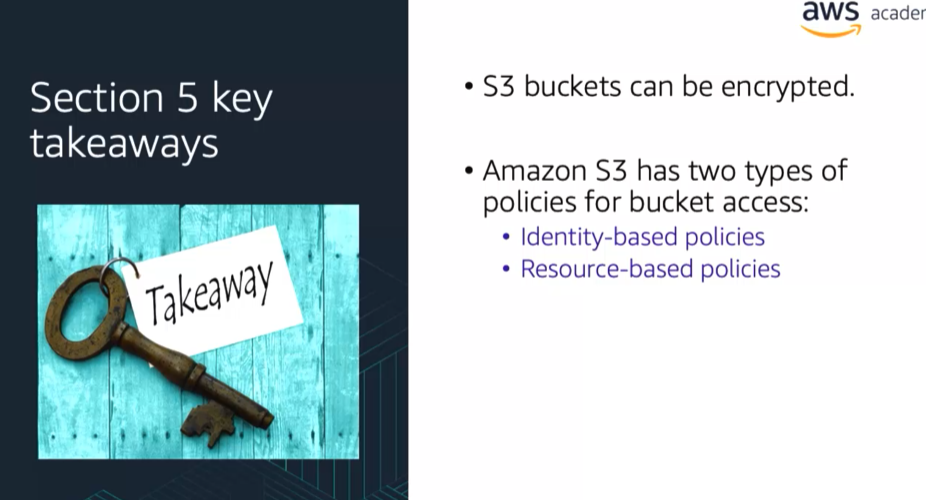 aws acader
Section 5 key
takeaways
Takeaway
• S3 buckets can be encrypted.
• Amazon S3 has two types of
policies for bucket access:
• Identity-based policies
• Resource-based policies